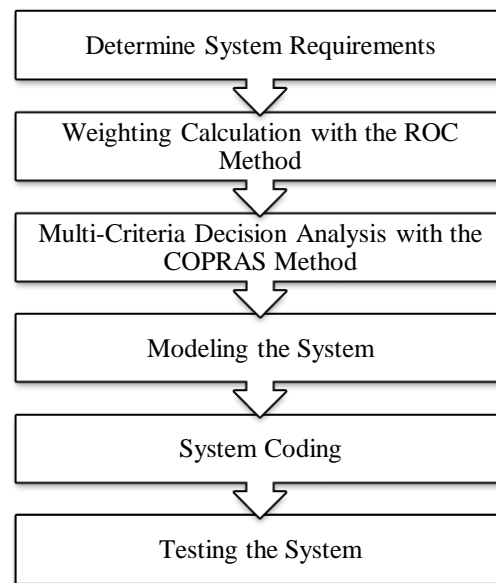 Determine System Requirements
Weighting Calculation with the ROC
Method
Multi-Criteria Decision Analysis with the
COPRAS Method
Modeling the System
System Coding
Testing the System